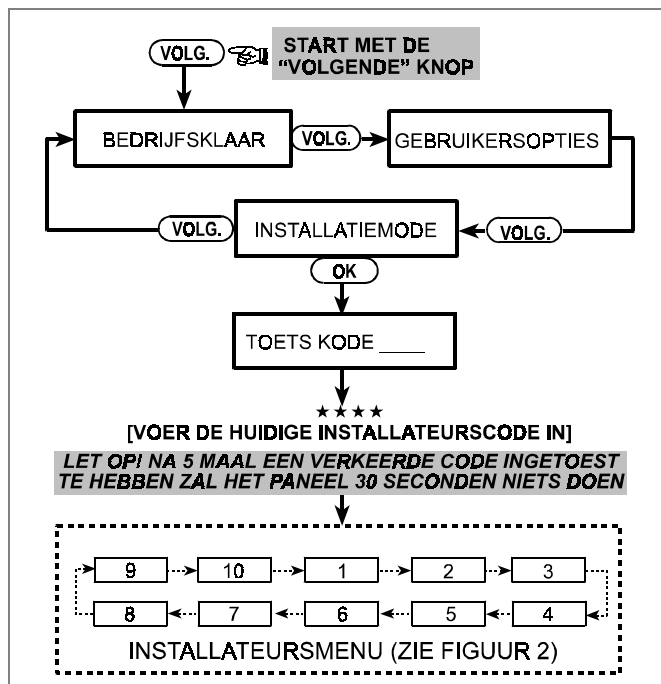 VOLG.
START MET DE
“VOLGENDE” KNOP
BEDRIJFSKLAAR
VOLG.
GEBRUIKERSOPTIES
VOLG.
INSTALLATIEMODE
VOLG.
OK
TOETS KODE ____
★★★★
[VOER DE HUIDIGE INSTALLATEURSCODE IN]
LET OP! NA 5 MAAL EEN VERKEERDE CODE INGETOEST
TE HEBBEN ZAL HET PANEEL 30 SECONDEN NIETS DOEN
9 10 1 2 3
8 7 6 5 4
INSTALLATEURSMENU (ZIE FIGUUR 2)